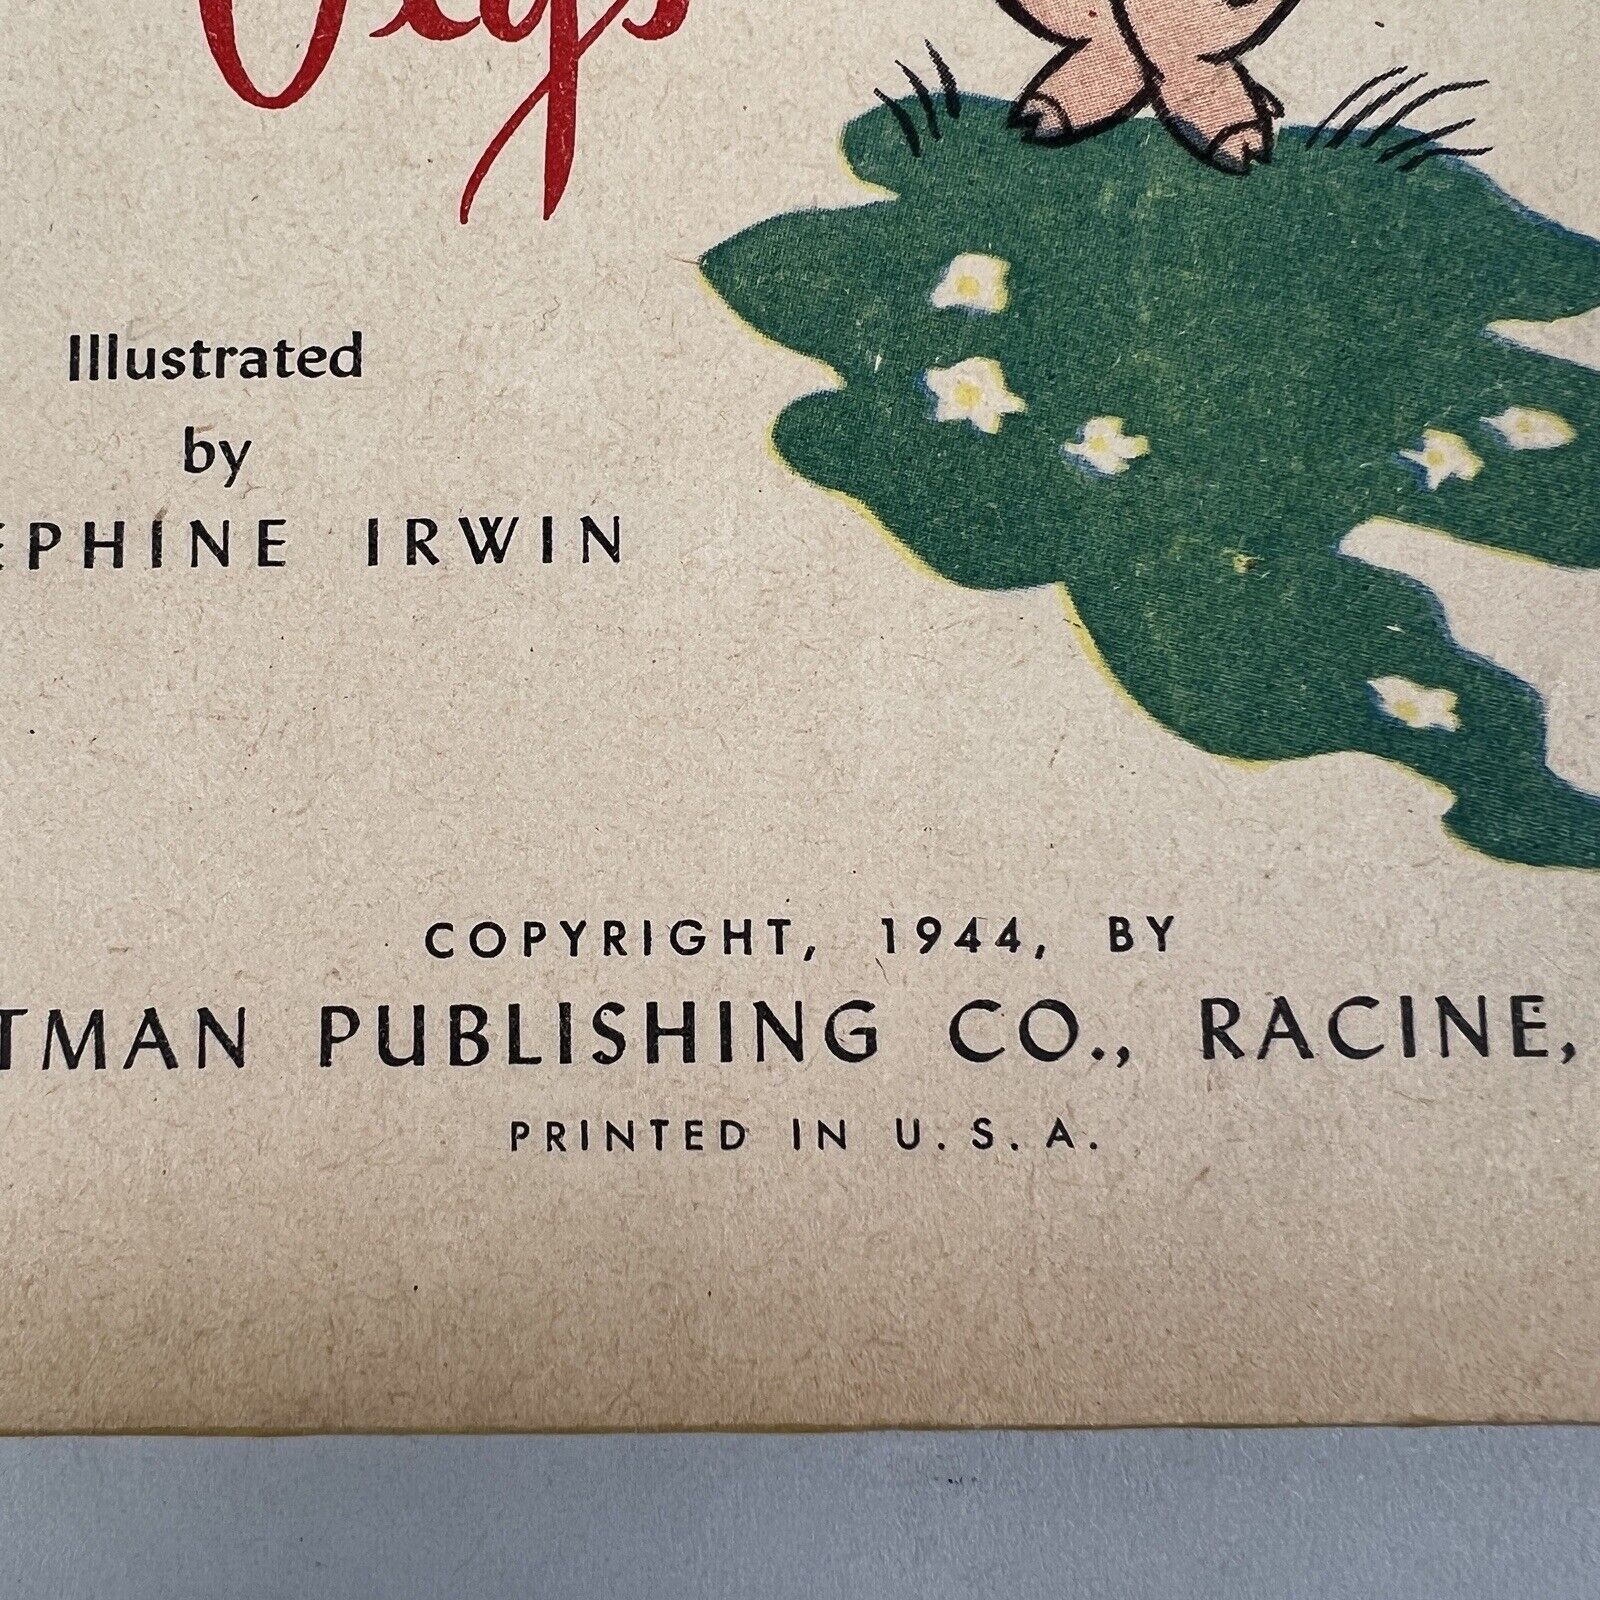 Pigs
Illustrated
by
EPHINE IRWIN
COPYRIGHT, 1944, BY
TMAN PUBLISHING CO., RACINE,
PRINTED IN U. S. A.